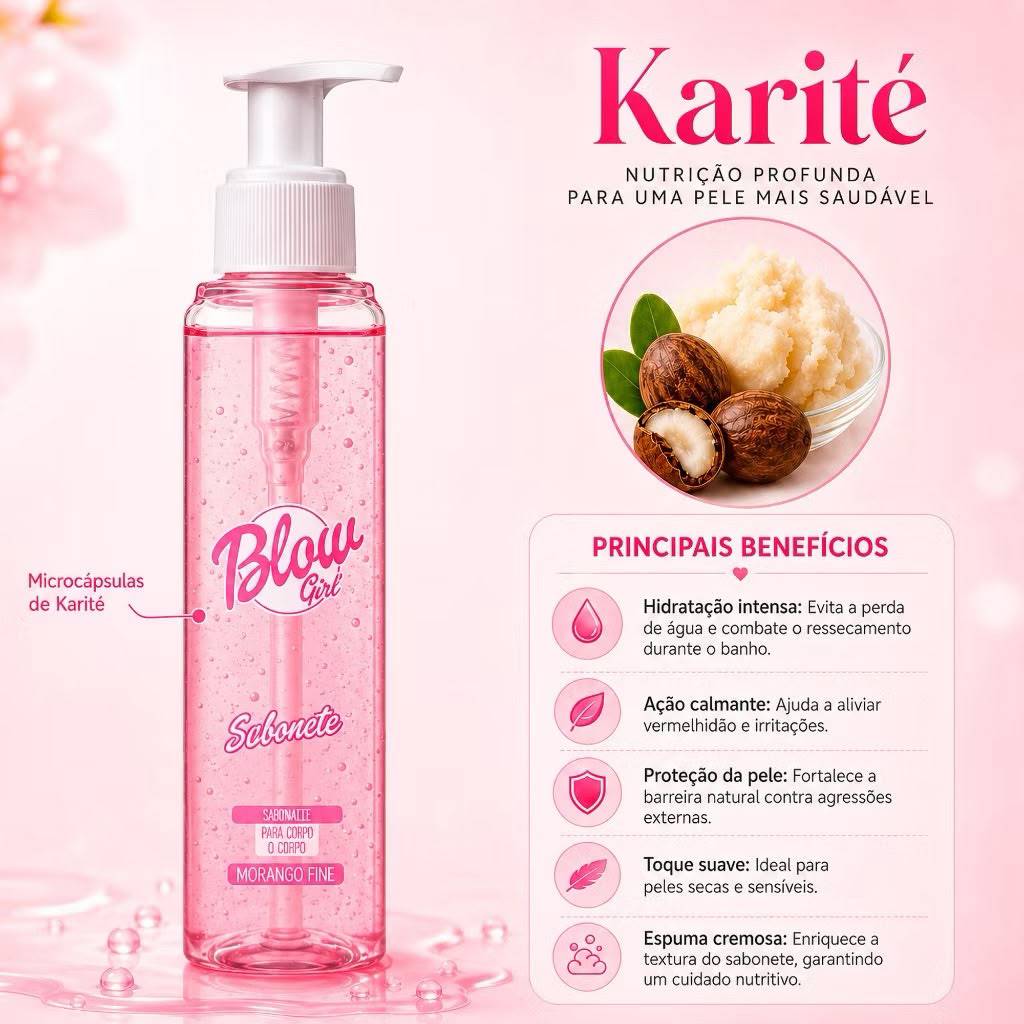 Karité
NUTRIÇÃO PROFUNDA
PARA UMA PELE MAIS SAUDÁVEL
Blow
Girl
Microcápsulas
de Karité
Sabonete
SABONATIE
PARA CORPO
O CORPO
MORANGO FINE
PRINCIPAIS BENEFÍCIOS
Hidratação intensa: Evita a perda
de água e combate o ressecamento
durante o banho.
Ação calmante: Ajuda a aliviar
vermelhidão e irritações.
Proteção da pele: Fortalece a
barreira natural contra agressões
externas.
Toque suave: Ideal para
peles secas e sensíveis.
Espuma cremosa: Enriquece a
textura do sabonete, garantindo
um cuidado nutritivo.